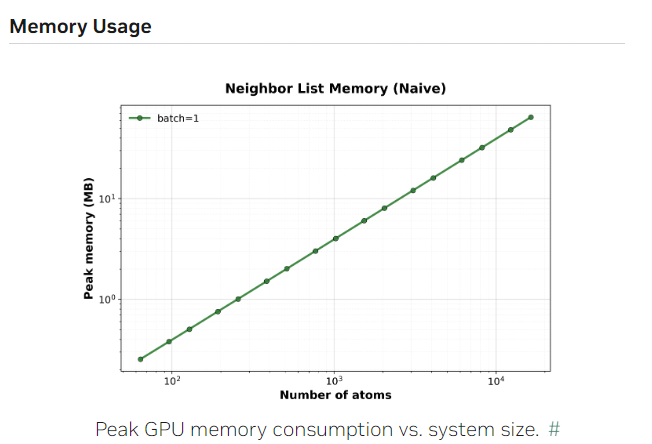 Memory Usage
Neighbor List Memory (Naive)
batch=1
Peak memory (MB)
10¹
10⁰
10² 10³ 10⁴
Number of atoms
Peak GPU memory consumption vs. system size. #